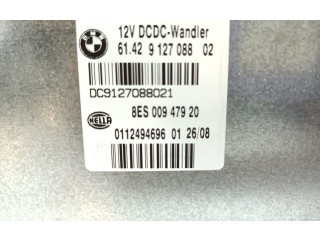 BMW
12V DCDC-Wandler
61.42 9 127 088 02
DC9127088021
8ES 009 479 20
HELLA
0112494696 01 26/08